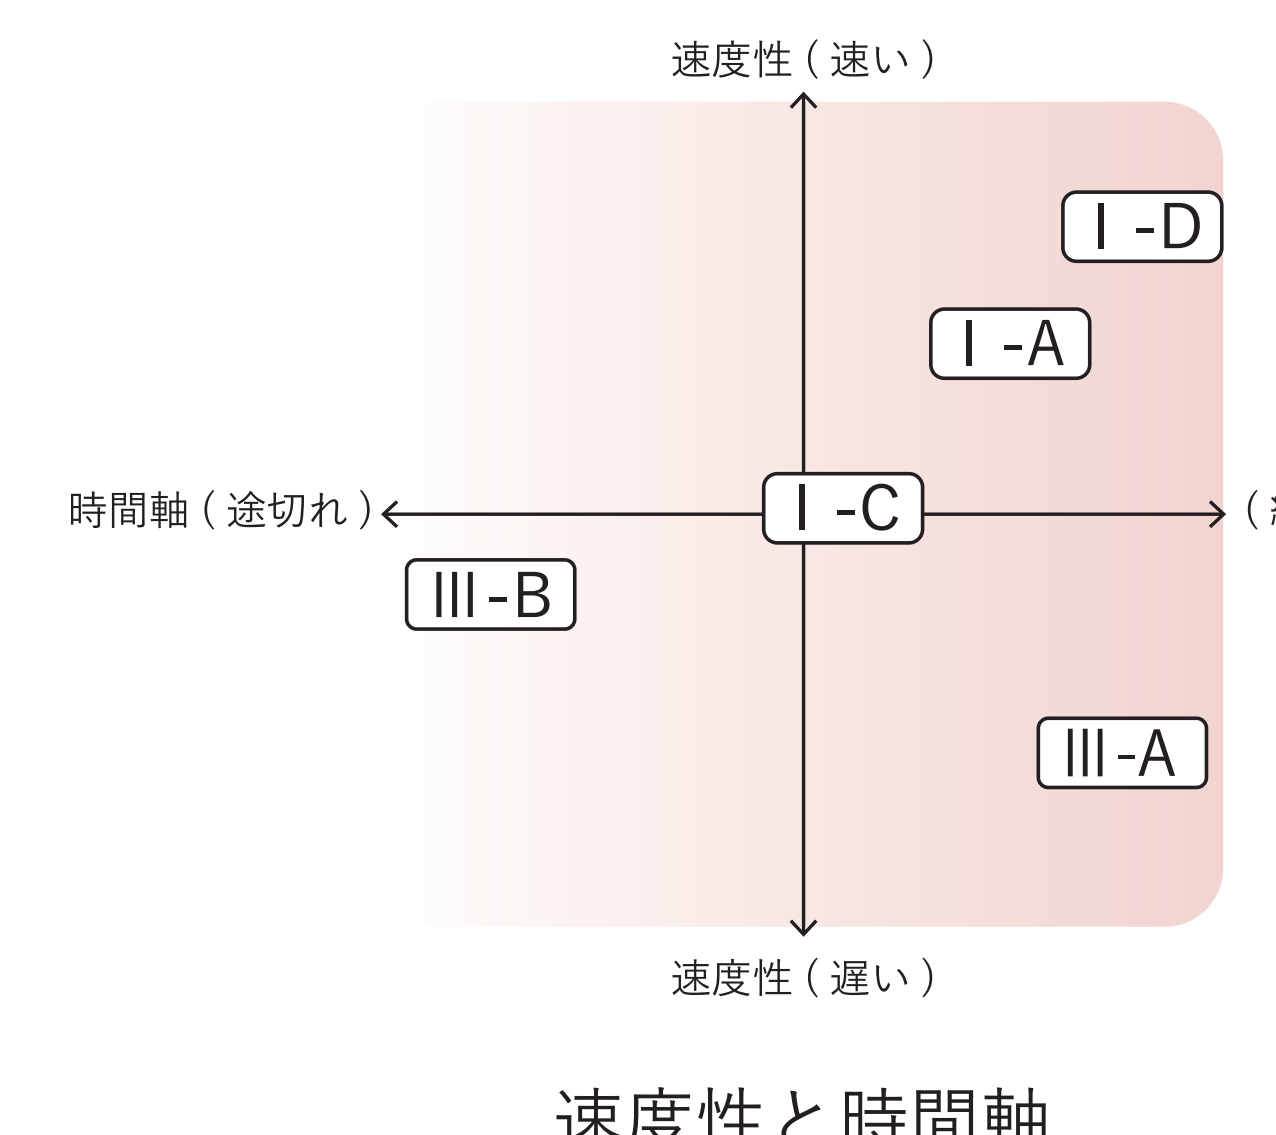 速度性 ( 速い )
I -D
I -A
時間軸 ( 途切れ )
I -C
(
III -B
III -A
速度性 ( 遅い )
速度性と時間軸